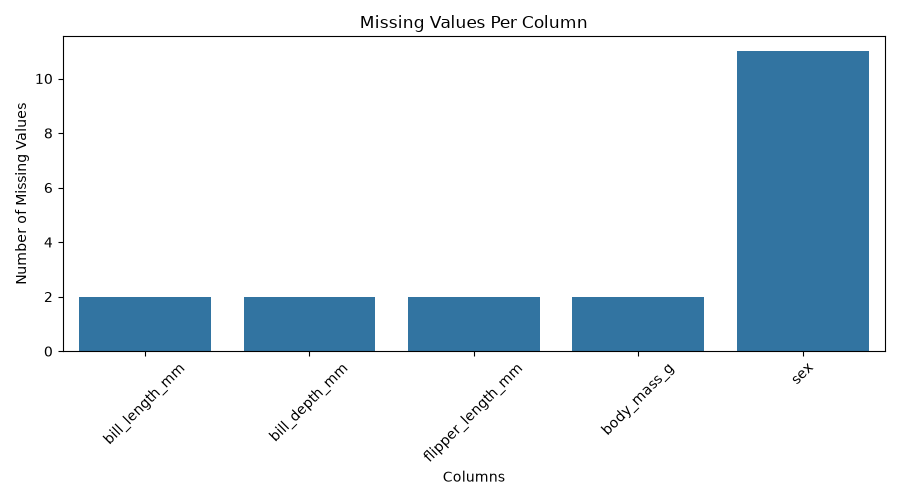 Missing Values Per Column
Number of Missing Values
10
8
6
4
2
0
bill_length_mm
bill_depth_mm
flipper_length_mm
body_mass_g
sex
Columns